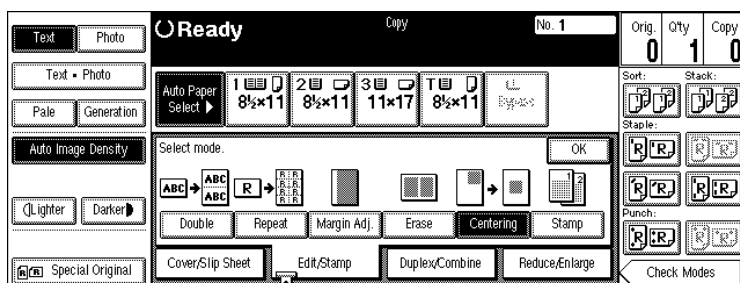 Text Photo
Text • Photo
Pale Generation
Auto Image Density
Lighter Darker
Special Original
Ready Copy No. 1
Auto Paper Select
1 8½×11
2 8½×11
3 11×17
T 8½×11
Bypass
Select mode. OK
ABC ABC ABC R R R R R R R
Double Repeat Margin Adj. Erase Centering Stamp
Cover/Slip Sheet Edit/Stamp Duplex/Combine Reduce/Enlarge
Orig. Q'ty Copy
0 1 0
Sort: Stack:
Staple:
Punch:
Check Modes